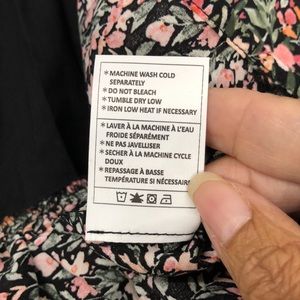 *MACHINE WASH COLD
SEPARATELY
*DO NOT BLEACH
*TUMBLE DRY LOW
*IRON LOW HEAT IF NECESSARY
*LAVER À LA MACHINE À L'EAU
FROIDE SÉPARÉMENT
*NE PAS JAVELLISER
*SECHER À LA MACHINE CYCLE
DOUX
*REPASSAGE À BASSE
TEMPÉRATURE SI NÉCESSAIRE